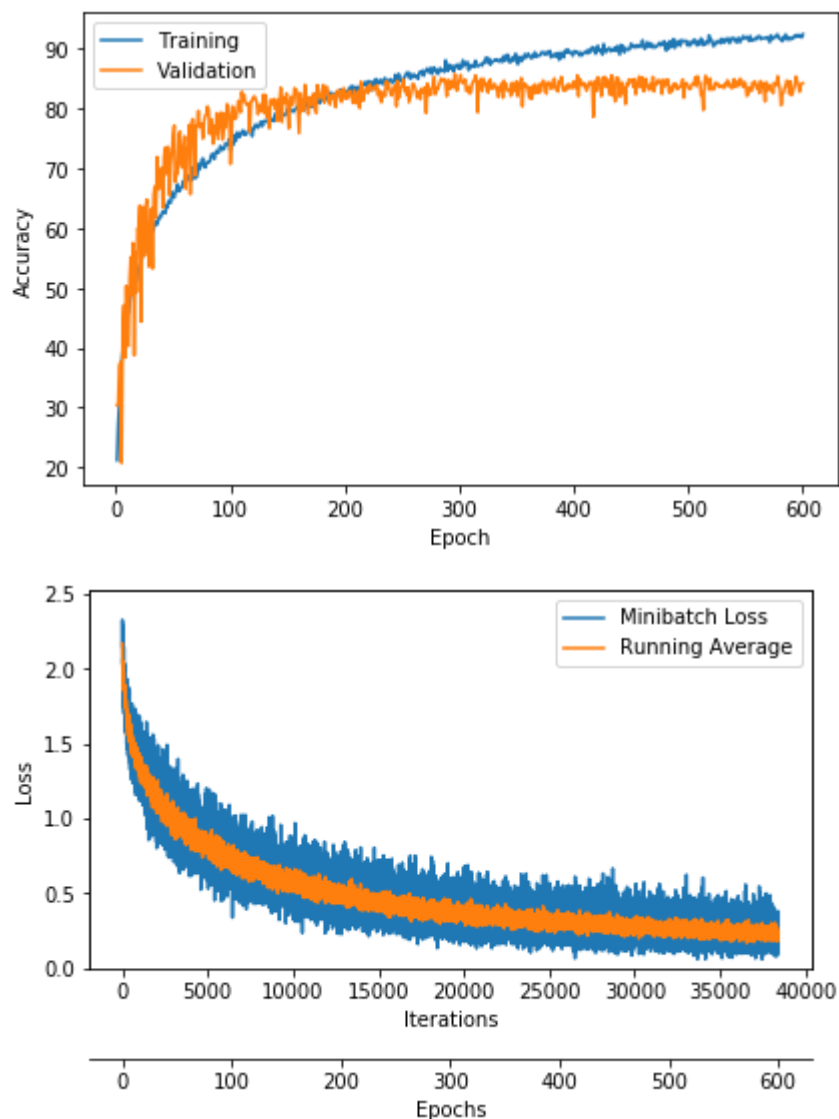 Training
Validation
90
80
70
60
50
40
30
20
Accuracy
0 100 200 300 400 500 600
Epoch
2.5
2.0
1.5
1.0
0.5
0.0
Loss
Minibatch Loss
Running Average
0 5000 10000 15000 20000 25000 30000 35000 40000
Iterations
0 100 200 300 400 500 600
Epochs